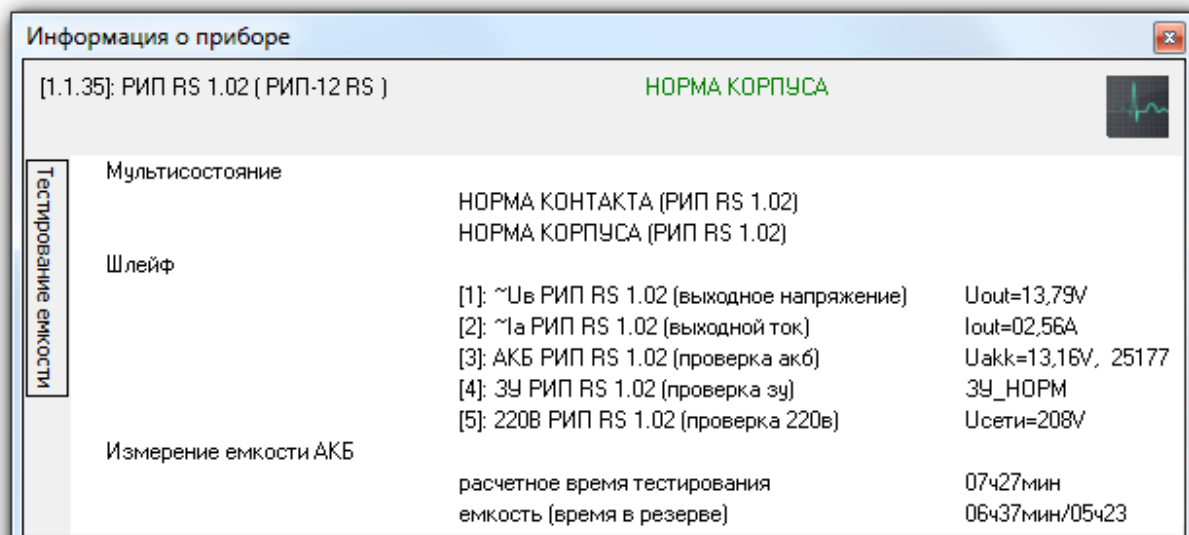 Информация о приборе
[1.1.35]: РИП RS 1.02 ( РИП-12 RS ) НОРМА КОРПУСА
Тестирование емкости
Мультисостояние
НОРМА КОНТАКТА (РИП RS 1.02)
НОРМА КОРПУСА (РИП RS 1.02)
Шлейф
[1]: ~Uв РИП RS 1.02 (выходное напряжение) Uout=13,79V
[2]: ~Iа РИП RS 1.02 (выходной ток) Iout=02,56A
[3]: АКБ РИП RS 1.02 (проверка акб) Uakk=13,16V, 25177
[4]: ЗУ РИП RS 1.02 (проверка зу) ЗУ_НОРМ
[5]: 220В РИП RS 1.02 (проверка 220в) Uсети=208V
Измерение емкости АКБ
расчетное время тестирования 07ч27мин
емкость (время в резерве) 06ч37мин/05ч23